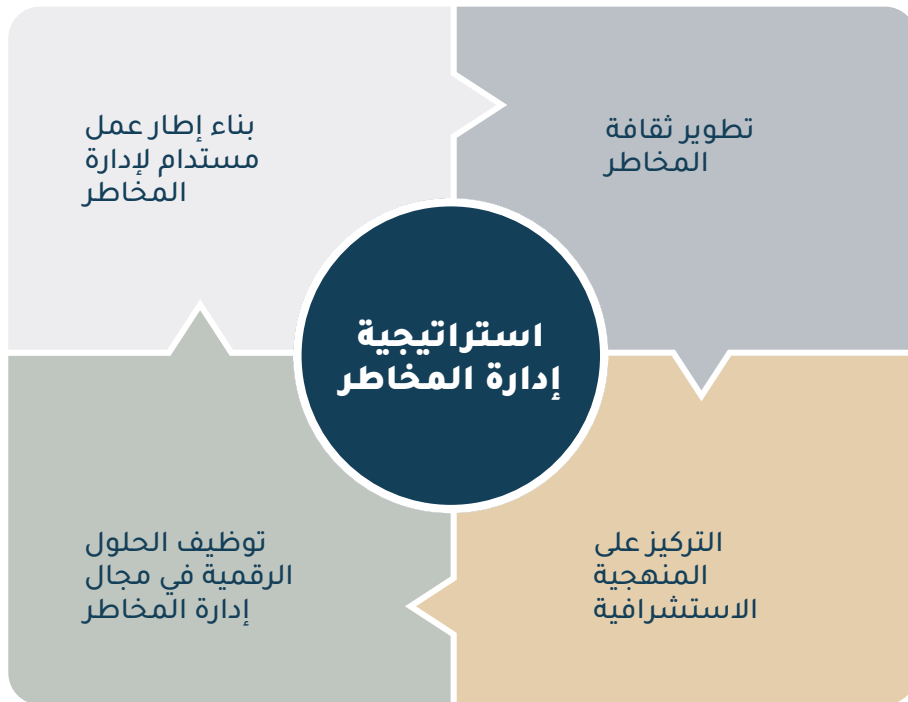 تطوير ثقافة
المخاطر
بناء إطار عمل
مستدام لإدارة
المخاطر
استراتيجية
إدارة المخاطر
التركيز على
المنهجية
الاستشرافية
توظيف الحلول
الرقمية في مجال
إدارة المخاطر